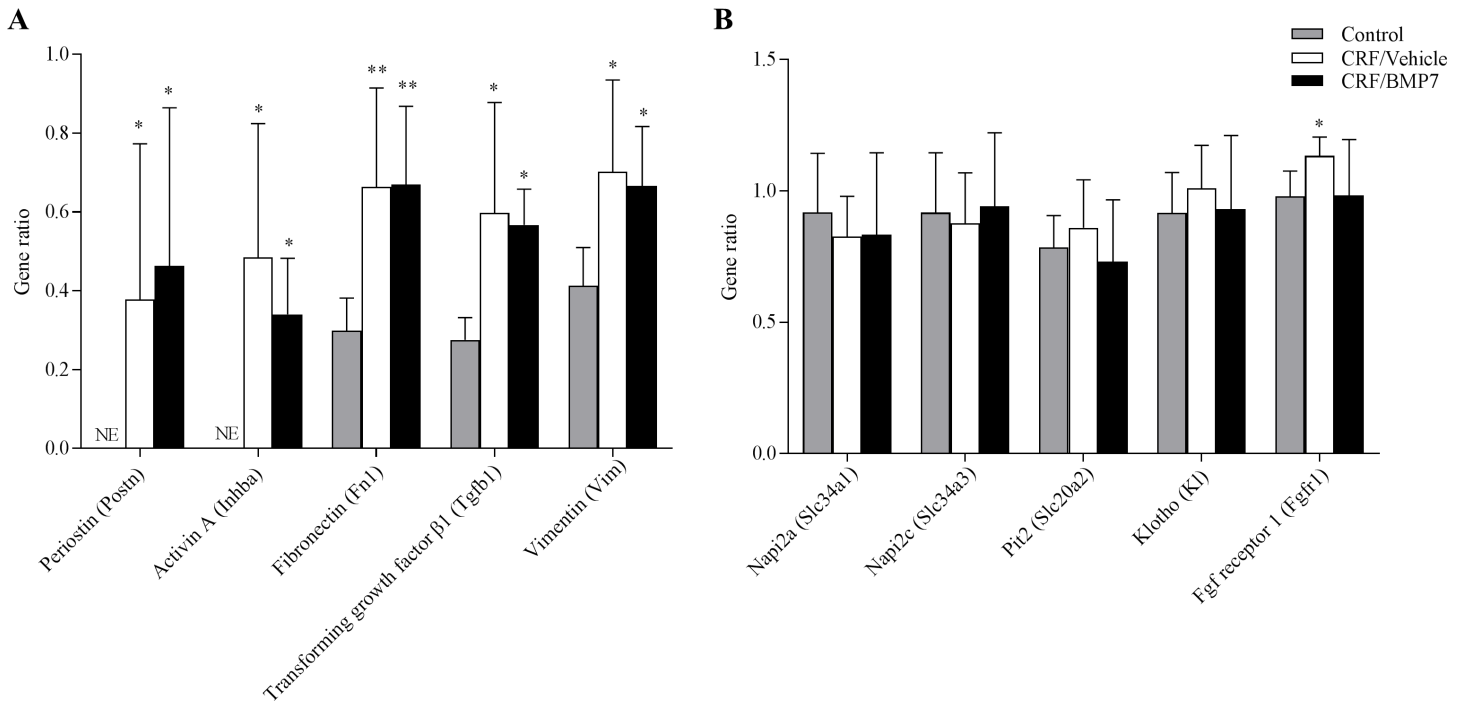 A
Gene ratio
1.0
0.8
0.6
0.4
0.2
0.0
*
*
*
*
**
**
*
*
*
*
NE
NE
Periostin (Postn)
Activin A (Inhba)
Fibronectin (Fn1)
Transforming growth factor β1 (Tgfb1)
Vimentin (Vim)
B
Control
CRF/Vehicle
CRF/BMP7
Gene ratio
1.5
1.0
0.5
0.0
*
Napi2a (Slc34a1)
Napi2c (Slc34a3)
Pit2 (Slc20a2)
Klotho (Kl)
Fgf receptor 1 (Fgfr1)